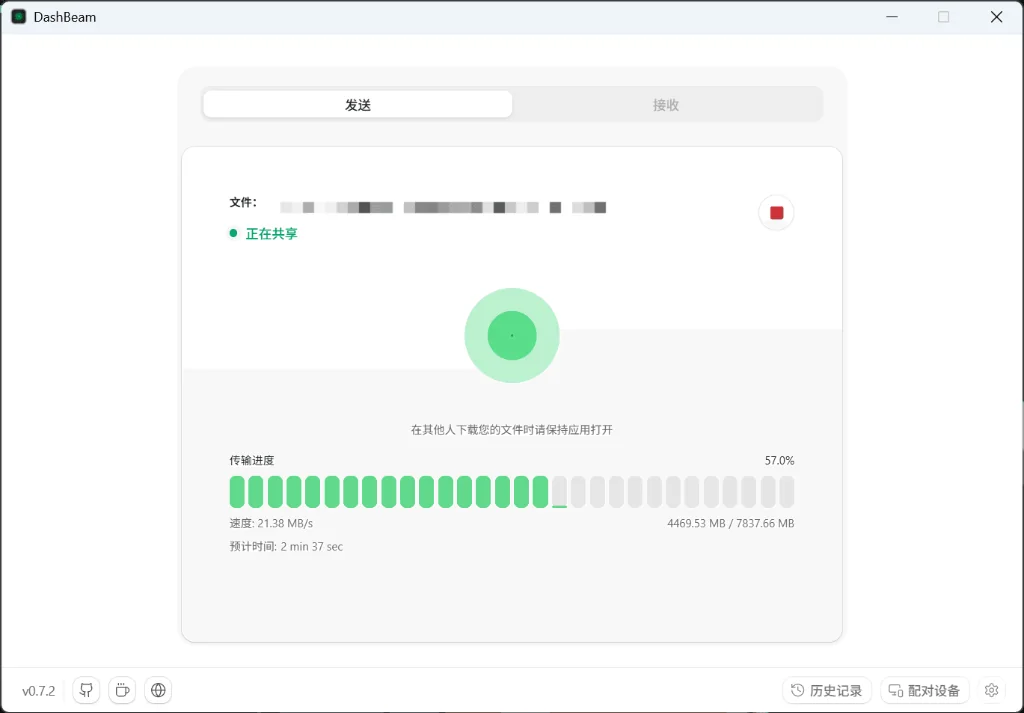 DashBeam
发送
接收
文件：
正在共享
在其他人下载您的文件时请保持应用打开
传输进度
57.0%
速度: 21.38 MB/s
4469.53 MB / 7837.66 MB
预计时间: 2 min 37 sec
v0.7.2
历史记录
配对设备